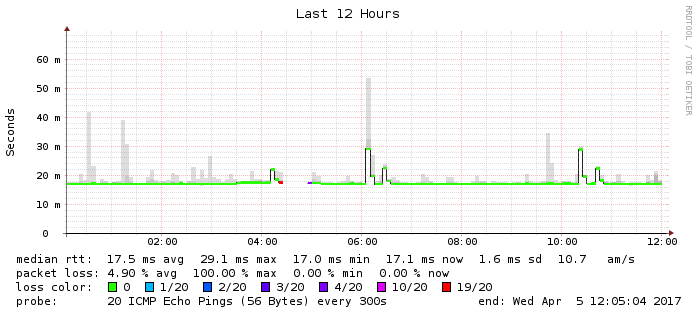 Last 12 Hours
RRDTOOL / TOBI OETIKER
Seconds
60 m
50 m
40 m
30 m
20 m
10 m
0
02:00 04:00 06:00 08:00 10:00 12:00
median rtt: 17.5 ms avg 29.1 ms max 17.0 ms min 17.1 ms now 1.6 ms sd 10.7 am/s
packet loss: 4.90 % avg 100.00 % max 0.00 % min 0.00 % now
loss color: 0 1/20 2/20 3/20 4/20 10/20 19/20
probe: 20 ICMP Echo Pings (56 Bytes) every 300s end: Wed Apr 5 12:05:04 2017